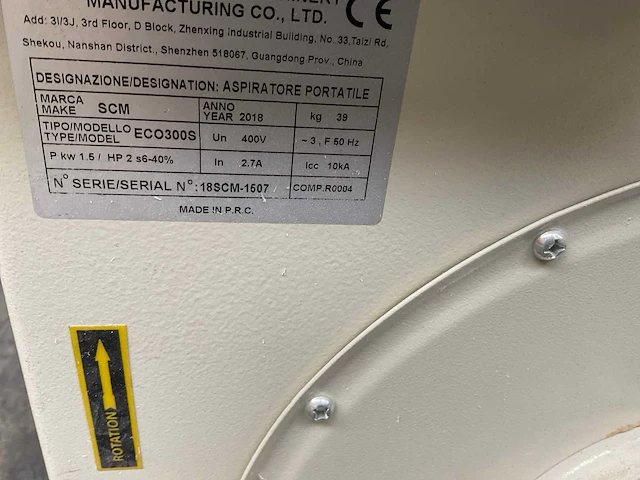 MANUFACTURING CO., LTD.
Add: 3I/3J, 3rd Floor, D Block, Zhenxing Industrial Building, No. 33, Taizi Rd,
Shekou, Nanshan District., Shenzhen 518067, Guangdong Prov., China
CE
DESIGNAZIONE/DESIGNATION: ASPIRATORE PORTATILE
MARCA
MAKE SCM
ANNO
YEAR 2018
kg 39
TIPO/MODELLO
TYPE/MODEL ECO300S
Un 400V
~ 3, F 50 Hz
P kw 1.5 / HP 2 s6-40%
In 2.7A
Icc 10kA
N° SERIE/SERIAL N°:18SCM-1507
COMP.R0004
MADE IN P.R.C.
ROTATION